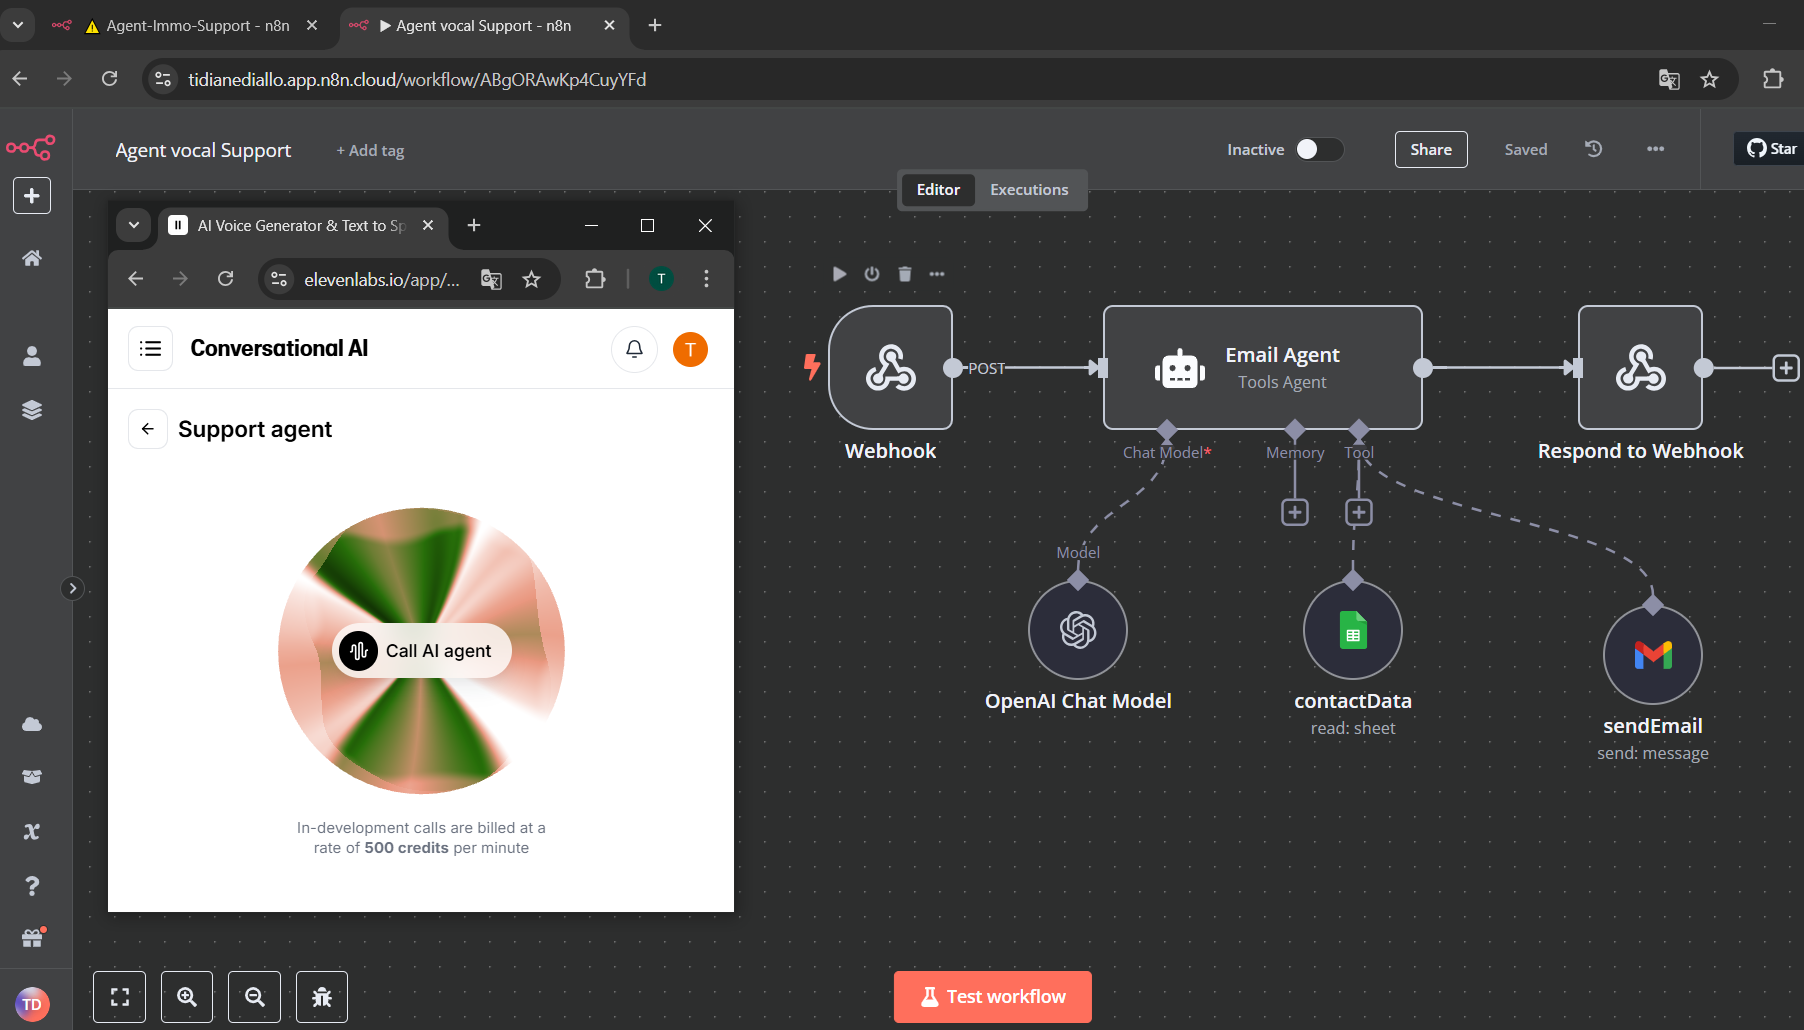 Agent-Immo-Support - n8n
Agent vocal Support - n8n
tidianediallo.app.n8n.cloud/workflow/ABgORAwKp4CuyYFd
Agent vocal Support
+ Add tag
Inactive
Share
Saved
Star
Editor
Executions
AI Voice Generator & Text to Sp
elevenlabs.io/app/...
T
Conversational AI
T
Support agent
Call AI agent
In-development calls are billed at a
rate of 500 credits per minute
POST
Webhook
Email Agent
Tools Agent
Chat Model*
Memory
Tool
Respond to Webhook
Model
OpenAI Chat Model
contactData
read: sheet
sendEmail
send: message
TD
Test workflow